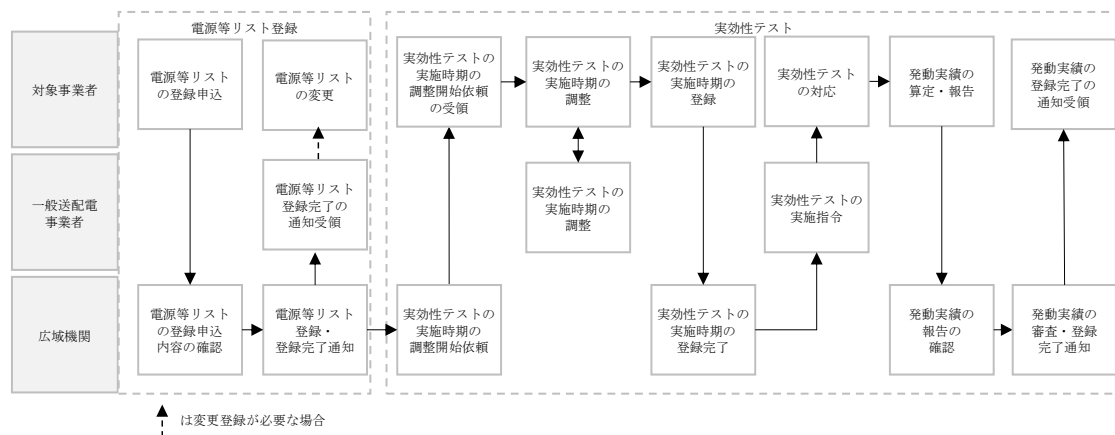 電源等リスト登録
実効性テスト
対象事業者
電源等リスト
の登録申込
電源等リスト
の変更
実効性テストの
実施時期の
調整開始依頼
の受領
実効性テストの
実施時期の
調整
実効性テストの
実施時期の
登録
実効性テスト
の対応
発動実績の
算定・報告
発動実績の
登録完了の
通知受領
一般送配電
事業者
電源等リスト
登録完了の
通知受領
実効性テストの
実施時期の
調整
実効性テストの
実施指令
広域機関
電源等リスト
の登録申込
内容の確認
電源等リスト
登録・
登録完了通知
実効性テストの
実施時期の
調整開始依頼
実効性テストの
実施時期の
登録完了
発動実績の
報告の
確認
発動実績の
審査・登録
完了通知
は変更登録が必要な場合